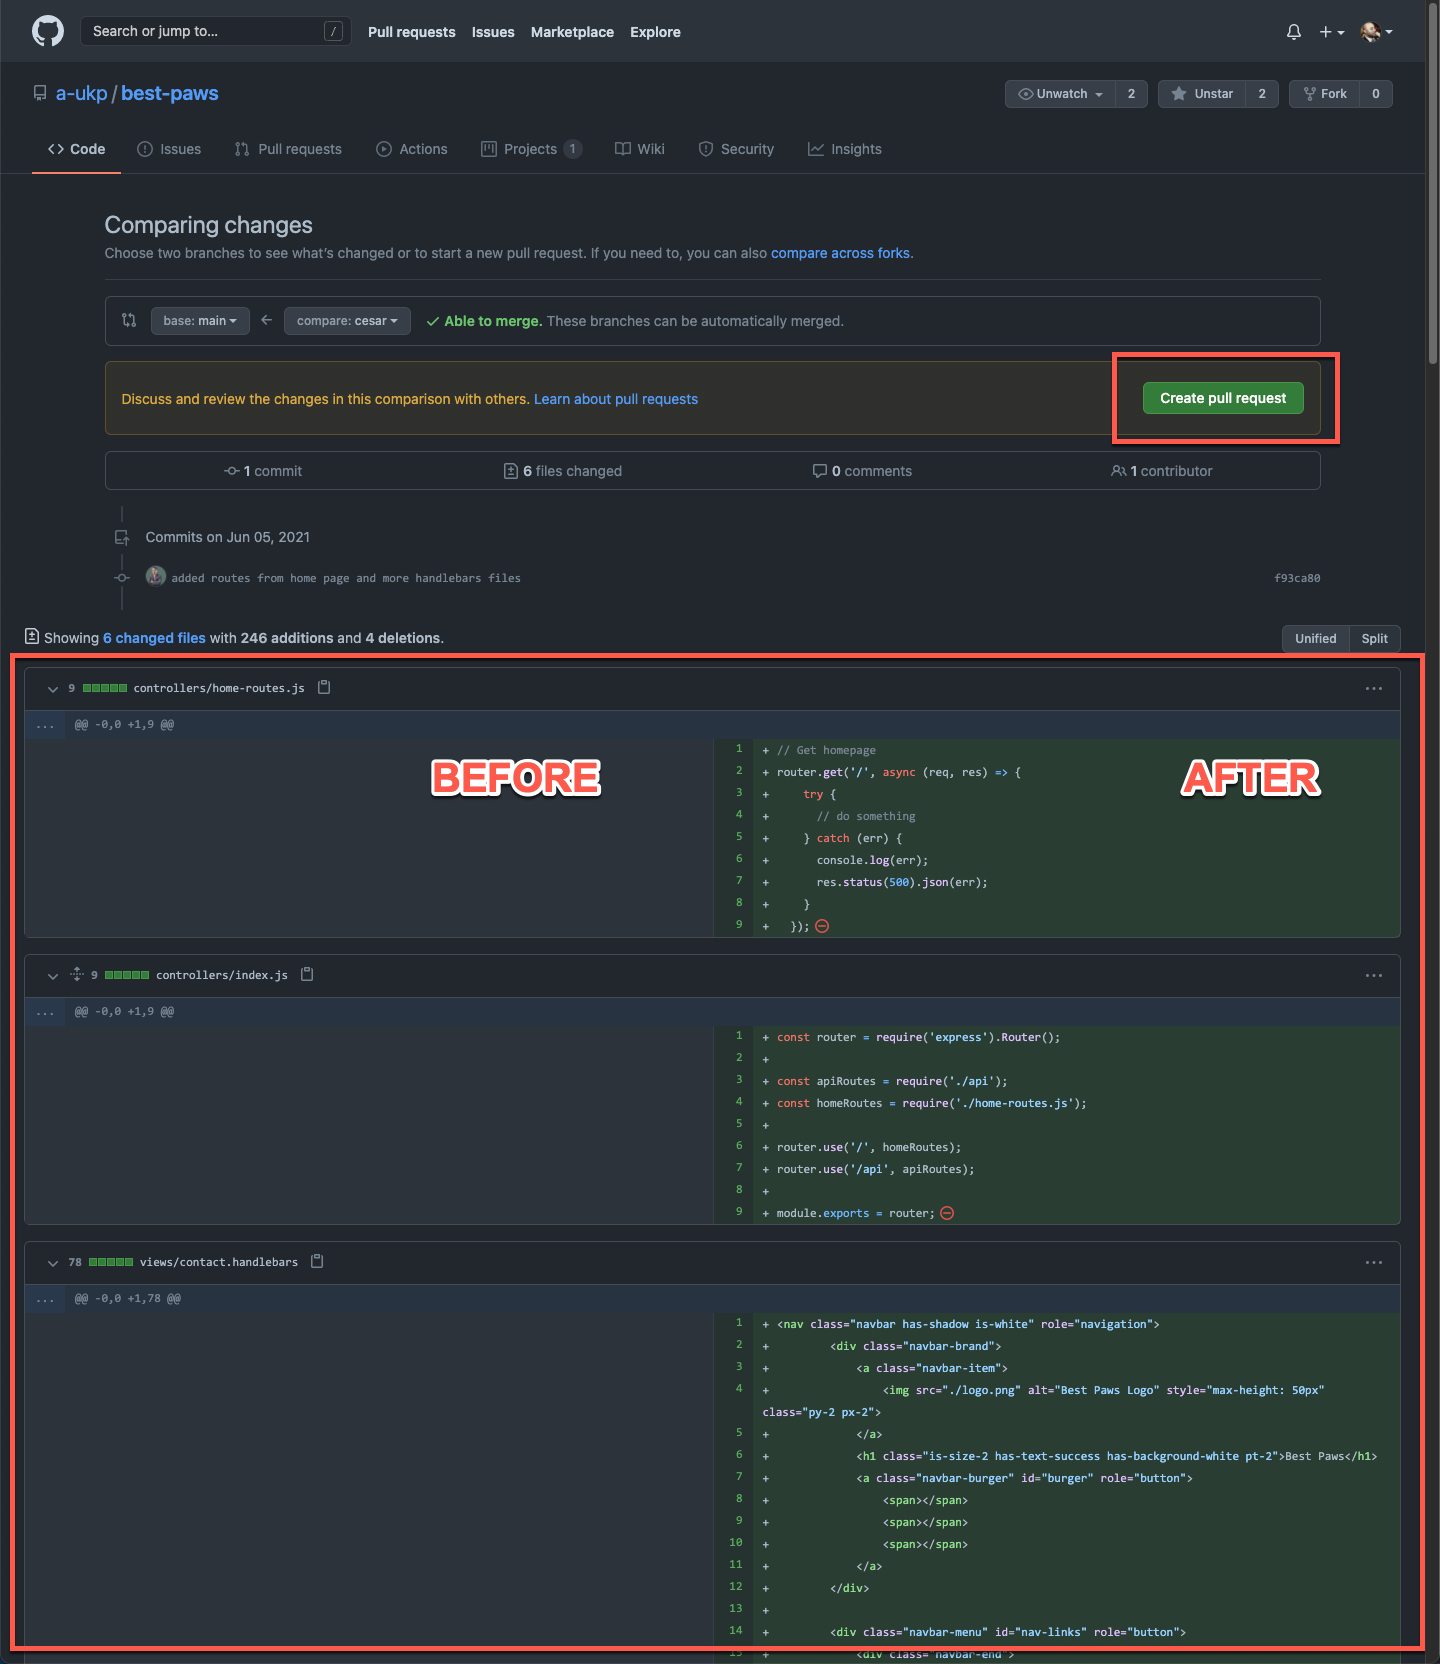 Search or jump to... /
Pull requests Issues Marketplace Explore
a-ukp / best-paws
Unwatch 2 Unstar 2 Fork 0
Code Issues Pull requests Actions Projects 1 Wiki Security Insights
Comparing changes
Choose two branches to see what's changed or to start a new pull request. If you need to, you can also compare across forks.
base: main compare: cesar Able to merge. These branches can be automatically merged.
Discuss and review the changes in this comparison with others. Learn about pull requests
Create pull request
1 commit 6 files changed 0 comments 1 contributor
Commits on Jun 05, 2021
added routes from home page and more handlebars files f93ca80
Showing 6 changed files with 246 additions and 4 deletions.
Unified Split
9 controllers/home-routes.js ...
... @@ -0,0 +1,9 @@
BEFORE
AFTER
1 + // Get homepage
2 + router.get('/', async (req, res) => {
3 + try {
4 + // do something
5 + } catch (err) {
6 + console.log(err);
7 + res.status(500).json(err);
8 + }
9 + });
9 controllers/index.js ...
... @@ -0,0 +1,9 @@
1 + const router = require('express').Router();
2 +
3 + const apiRoutes = require('./api');
4 + const homeRoutes = require('./home-routes.js');
5 +
6 + router.use('/', homeRoutes);
7 + router.use('/api', apiRoutes);
8 +
9 + module.exports = router;
78 views/contact.handlebars ...
... @@ -0,0 +1,78 @@
1 + <nav class="navbar has-shadow is-white" role="navigation">
2 + <div class="navbar-brand">
3 + <a class="navbar-item">
4 + <img src="./logo.png" alt="Best Paws Logo" style="max-height: 50px"
class="py-2 px-2">
5 + </a>
6 + <h1 class="is-size-2 has-text-success has-background-white pt-2">Best Paws</h1>
7 + <a class="navbar-burger" id="burger" role="button">
8 + <span></span>
9 + <span></span>
10 + <span></span>
11 + </a>
12 + </div>
13 +
14 + <div class="navbar-menu" id="nav-links" role="button">
15 + <div class="navbar-end">